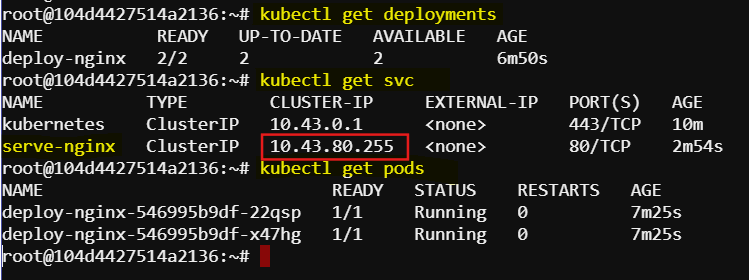 root@104d4427514a2136:~# kubectl get deployments
NAME READY UP-TO-DATE AVAILABLE AGE
deploy-nginx 2/2 2 2 6m50s
root@104d4427514a2136:~# kubectl get svc
NAME TYPE CLUSTER-IP EXTERNAL-IP PORT(S) AGE
kubernetes ClusterIP 10.43.0.1 <none> 443/TCP 10m
serve-nginx ClusterIP 10.43.80.255 <none> 80/TCP 2m54s
root@104d4427514a2136:~# kubectl get pods
NAME READY STATUS RESTARTS AGE
deploy-nginx-546995b9df-22qsp 1/1 Running 0 7m25s
deploy-nginx-546995b9df-x47hg 1/1 Running 0 7m25s
root@104d4427514a2136:~#